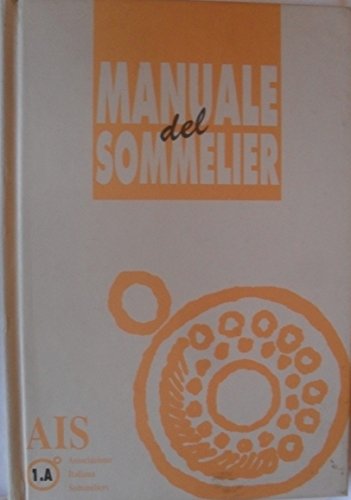 MANUALE
del
SOMMELIER
AIS
Associazione
Italiana
Sommeliers
1.A